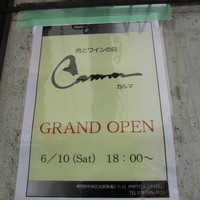 肉とワインの店
Carma
カルマ
GRAND OPEN
6/10 (Sat) 18：00～